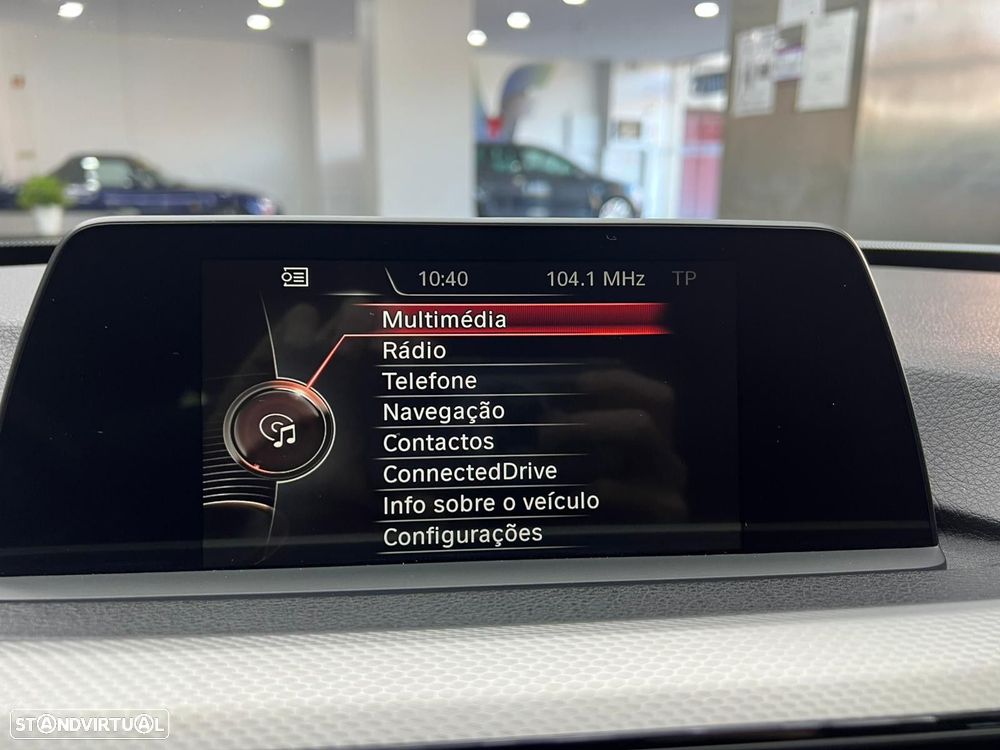 10:40 104.1 MHz TP
Multimédia
Rádio
Telefone
Navegação
Contactos
ConnectedDrive
Info sobre o veículo
Configurações
STANDVIRTUAL